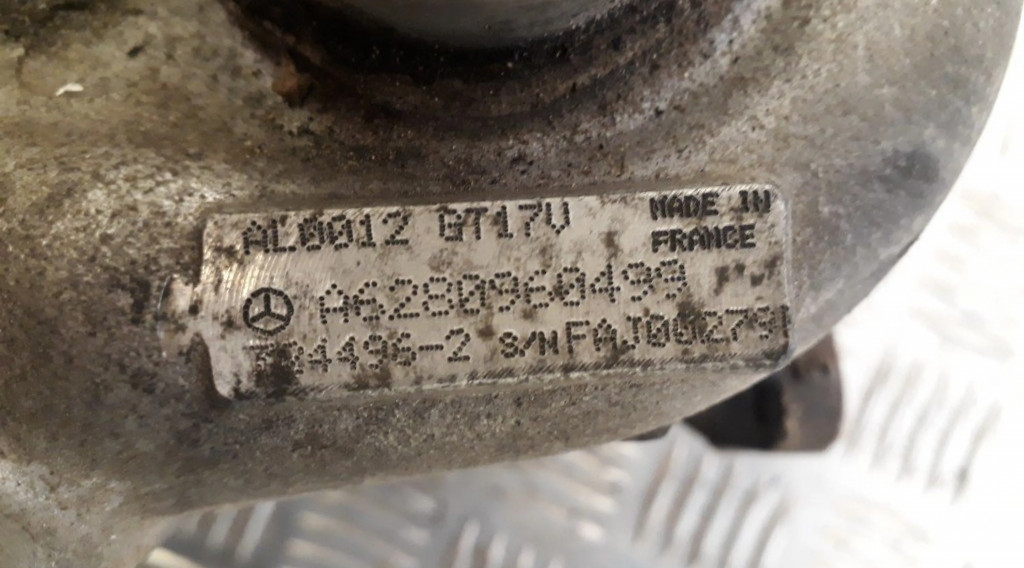 AL0012 GT17V
MADE IN
FRANCE
A6280960499
S/N